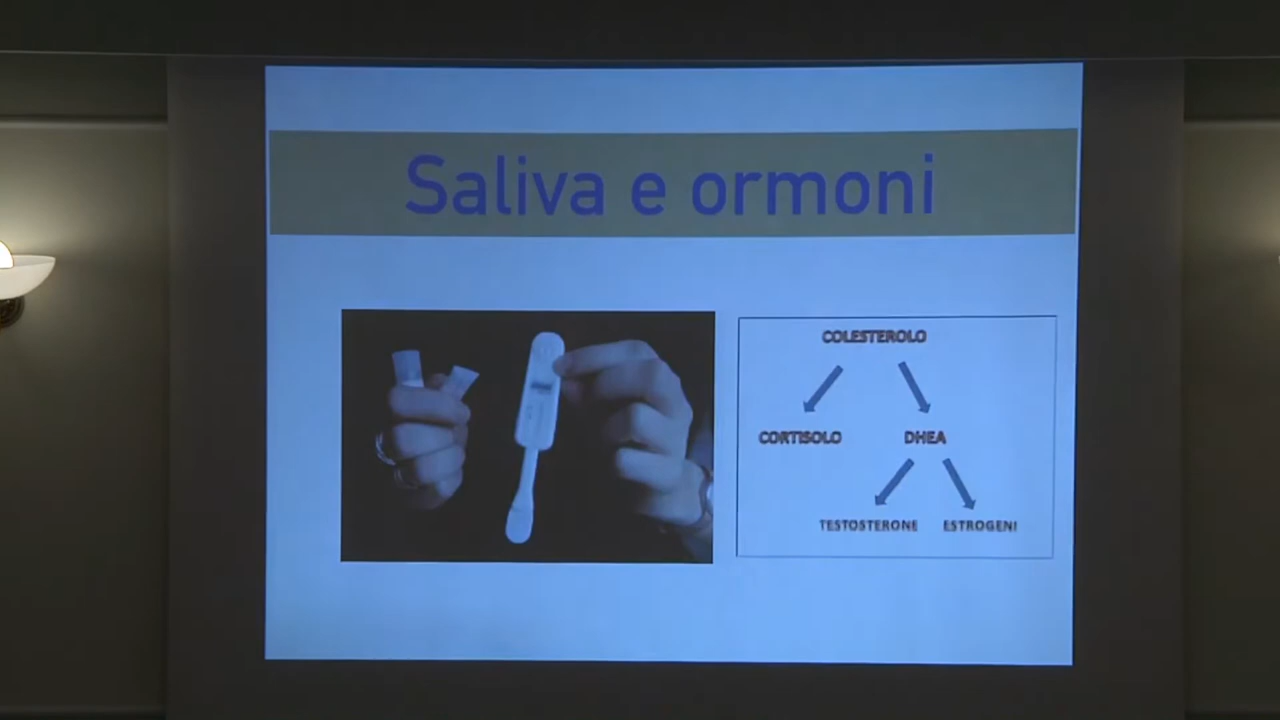 Saliva e ormoni
COLESTEROLO
CORTISOLO DHEA
TESTOSTERONE ESTROGENI